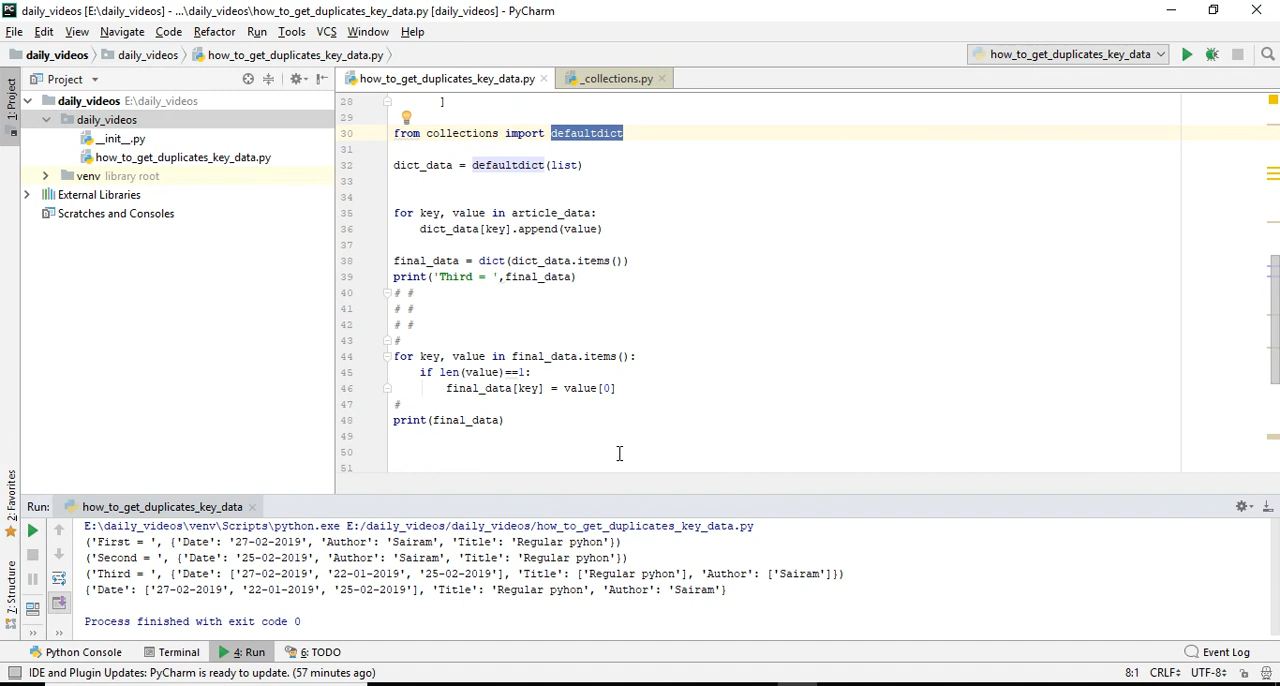 daily_videos [E:\daily_videos] - ...\daily_videos\how_to_get_duplicates_key_data.py [daily_videos] - PyCharm
File Edit View Navigate Code Refactor Run Tools VCS Window Help
daily_videos daily_videos how_to_get_duplicates_key_data.py how_to_get_duplicates_key_data
Project how_to_get_duplicates_key_data.py _collections.py
1: Project
daily_videos E:\daily_videos
daily_videos
__init__.py
how_to_get_duplicates_key_data.py
venv library root
External Libraries
Scratches and Consoles
28 ]
29
30 from collections import defaultdict
31
32 dict_data = defaultdict(list)
33
34
35 for key, value in article_data:
36 dict_data[key].append(value)
37
38 final_data = dict(dict_data.items())
39 print('Third = ',final_data)
40 # #
41 # #
42 # #
43 #
44 for key, value in final_data.items():
45 if len(value)==1:
46 final_data[key] = value[0]
47 #
48 print(final_data)
49
50
51
2: Favorites
7: Structure
Run: how_to_get_duplicates_key_data
E:\daily_videos\venv\Scripts\python.exe E:/daily_videos/daily_videos/how_to_get_duplicates_key_data.py
('First = ', {'Date': '27-02-2019', 'Author': 'Sairam', 'Title': 'Regular pyhon'})
('Second = ', {'Date': '25-02-2019', 'Author': 'Sairam', 'Title': 'Regular pyhon'})
('Third = ', {'Date': ['27-02-2019', '22-01-2019', '25-02-2019'], 'Title': ['Regular pyhon'], 'Author': ['Sairam']})
{'Date': ['27-02-2019', '22-01-2019', '25-02-2019'], 'Title': 'Regular pyhon', 'Author': 'Sairam'}
Process finished with exit code 0
Python Console Terminal 4: Run 6: TODO Event Log
IDE and Plugin Updates: PyCharm is ready to update. (57 minutes ago) 8:1 CRLF UTF-8